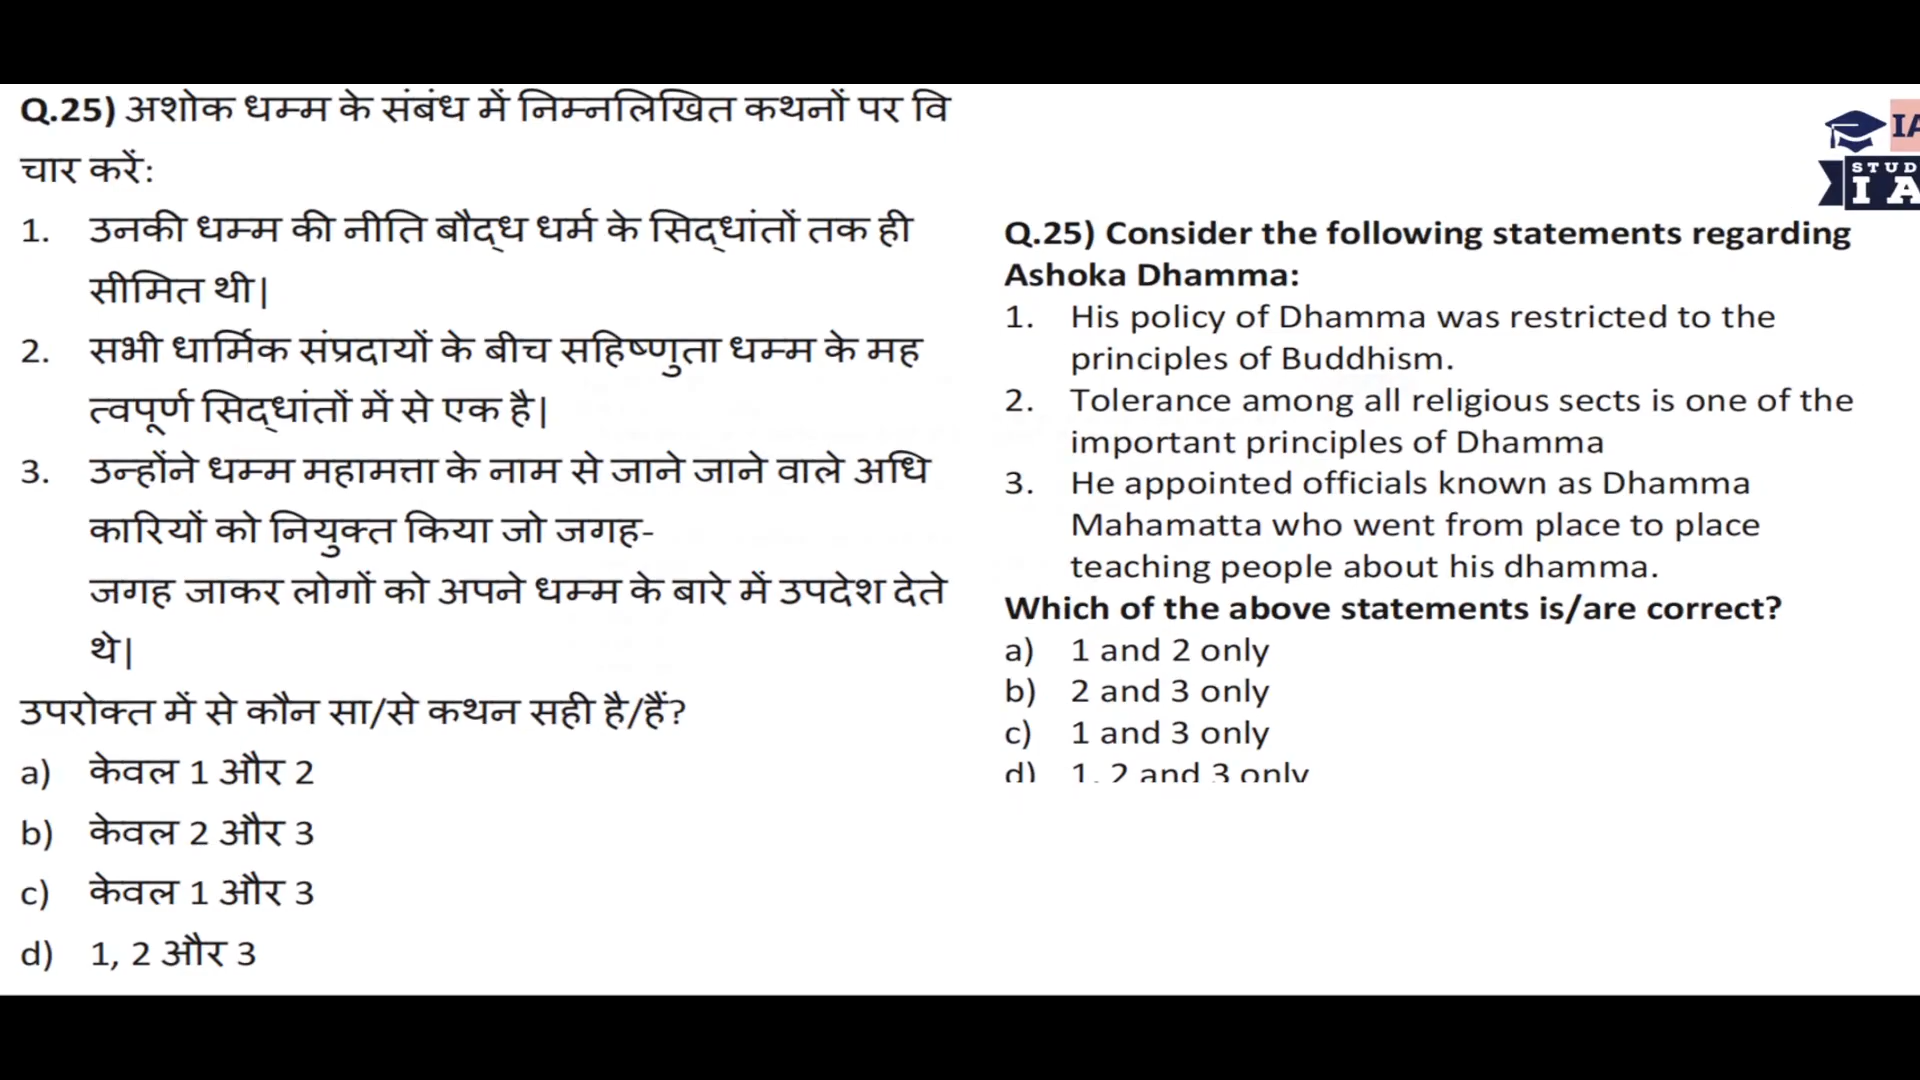 Q.25) अशोक धम्म के संबंध में निम्नलिखित कथनों पर वि
चार करें:
1. उनकी धम्म की नीति बौद्ध धर्म के सिद्धांतों तक ही
सीमित थी|
2. सभी धार्मिक संप्रदायों के बीच सहिष्णुता धम्म के मह
त्वपूर्ण सिद्धांतों में से एक है|
3. उन्होंने धम्म महामत्ता के नाम से जाने जाने वाले अधि
कारियों को नियुक्त किया जो जगह-
जगह जाकर लोगों को अपने धम्म के बारे में उपदेश देते
थे|
उपरोक्त में से कौन सा/से कथन सही है/हैं?
a) केवल 1 और 2
b) केवल 2 और 3
c) केवल 1 और 3
d) 1, 2 और 3
IA
STUD
IA
Q.25) Consider the following statements regarding
Ashoka Dhamma:
1. His policy of Dhamma was restricted to the
principles of Buddhism.
2. Tolerance among all religious sects is one of the
important principles of Dhamma
3. He appointed officials known as Dhamma
Mahamatta who went from place to place
teaching people about his dhamma.
Which of the above statements is/are correct?
a) 1 and 2 only
b) 2 and 3 only
c) 1 and 3 only
d) 1, 2 and 3 only